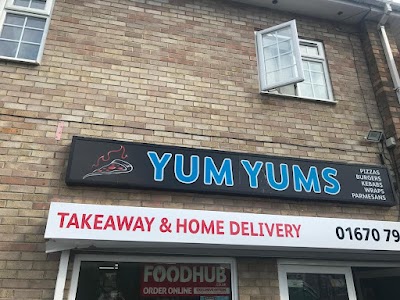 YUM YUMS
PIZZAS
BURGERS
KEBABS
WRAPS
PARMESANS
TAKEAWAY & HOME DELIVERY 01670 79
FOODHUB
ORDER ONLINE